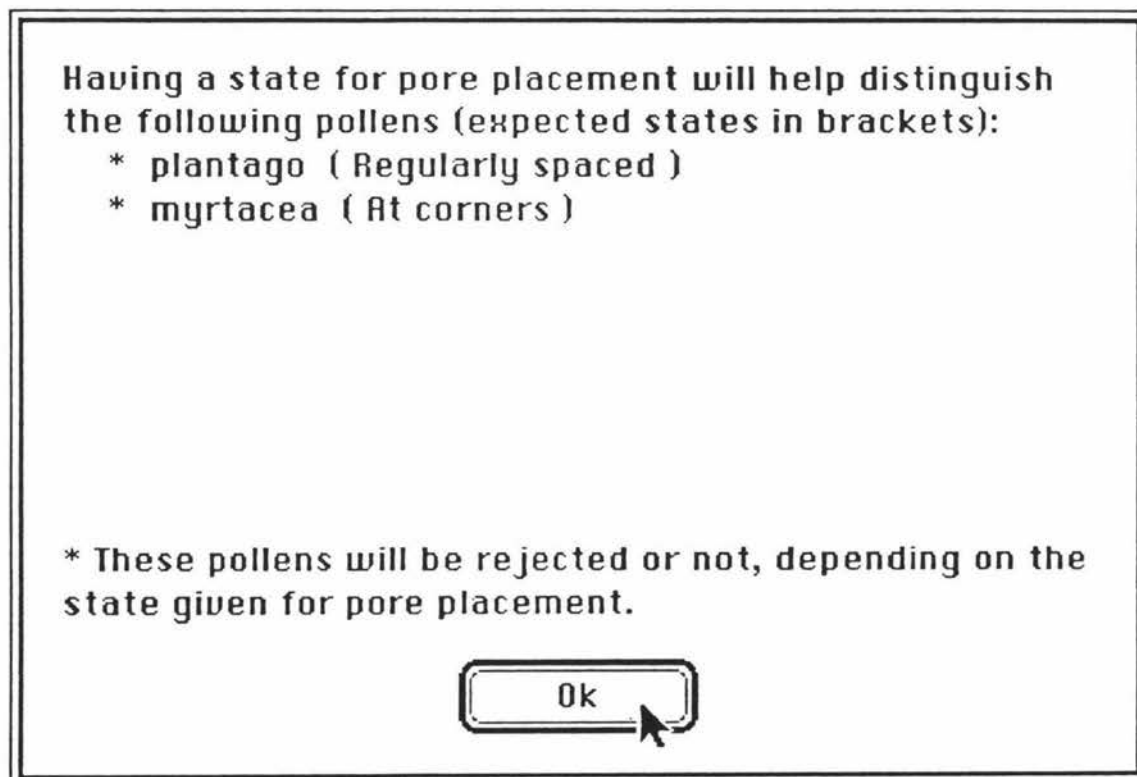 Having a state for pore placement will help distinguish
the following pollens (expected states in brackets):
* plantago ( Regularly spaced )
* myrtacea ( At corners )
* These pollens will be rejected or not, depending on the
state given for pore placement.
Ok